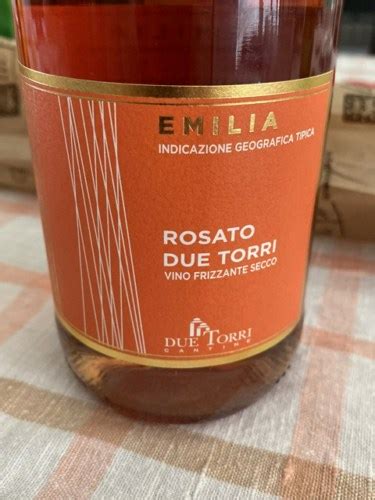 EMILIA
INDICAZIONE GEOGRAFICA TIPICA
ROSATO
DUE TORRI
VINO FRIZZANTE SECCO
DUE TORRI
CANTINE